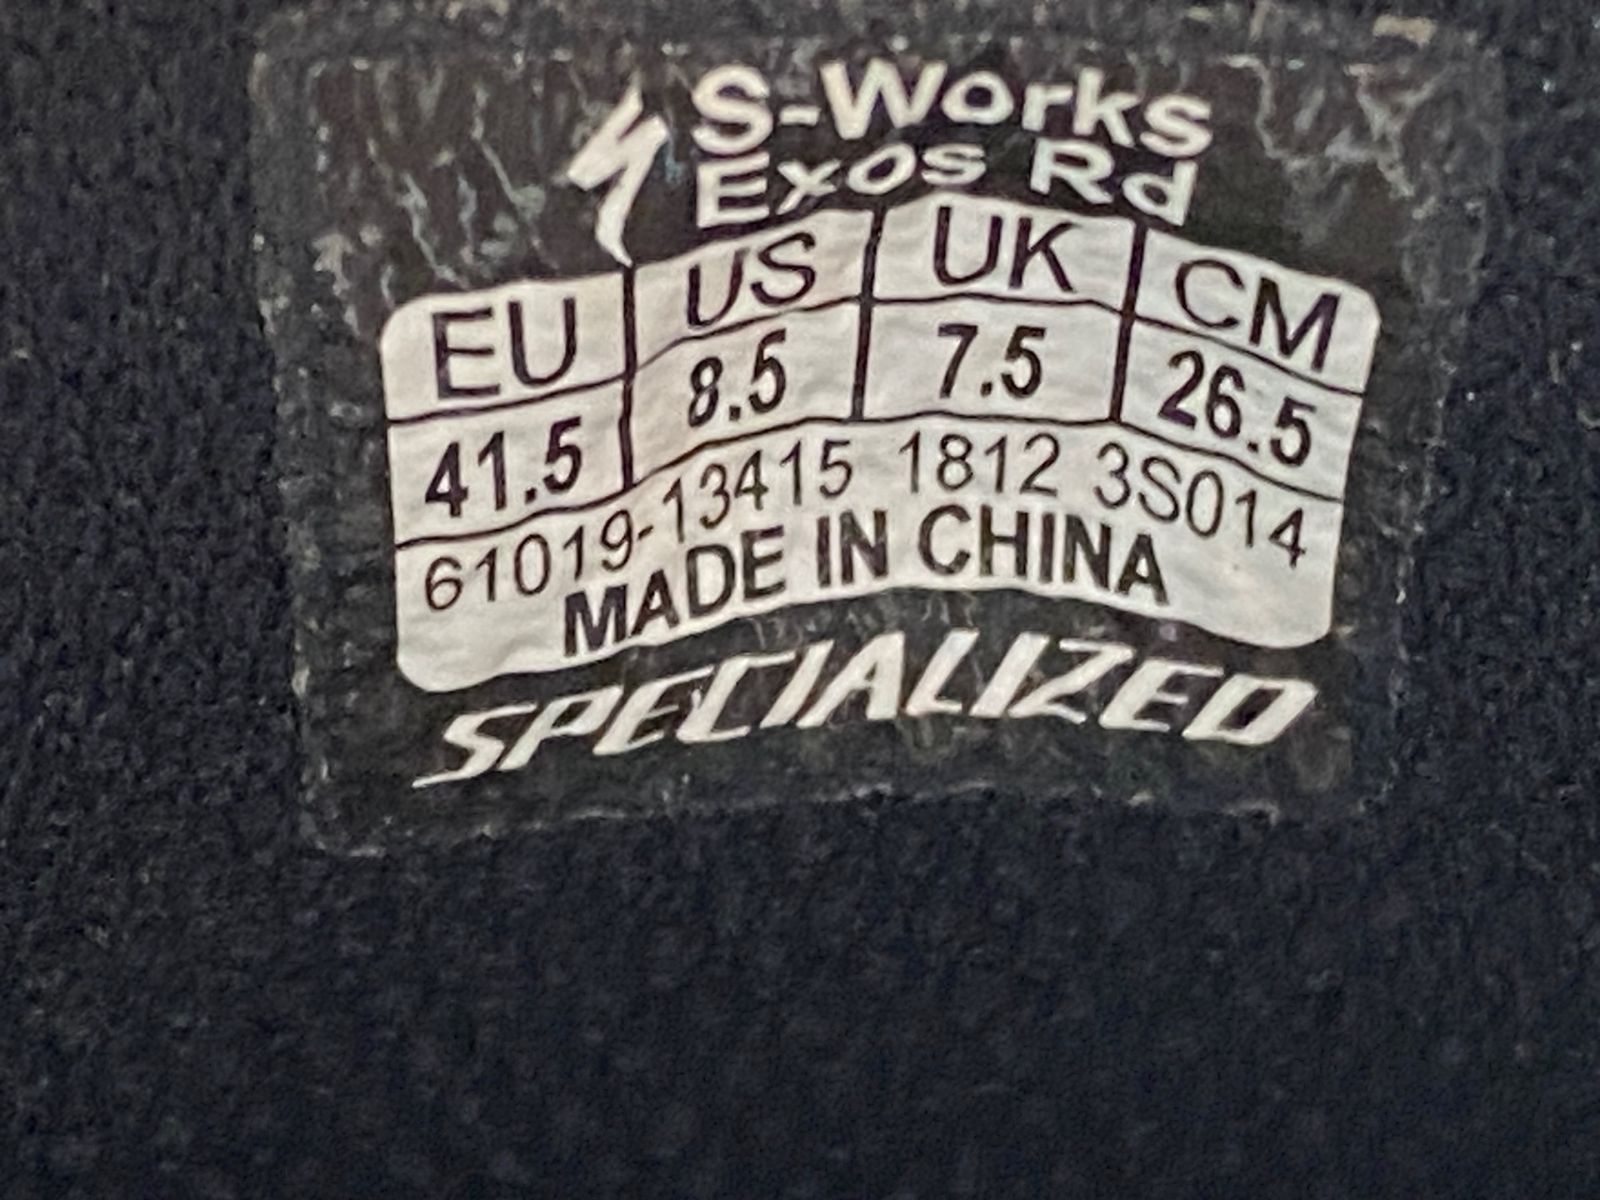 S-Works
Exos Rd
EU US UK CM
41.5 8.5 7.5 26.5
61019-13415 1812 3S014
MADE IN CHINA
SPECIALIZED